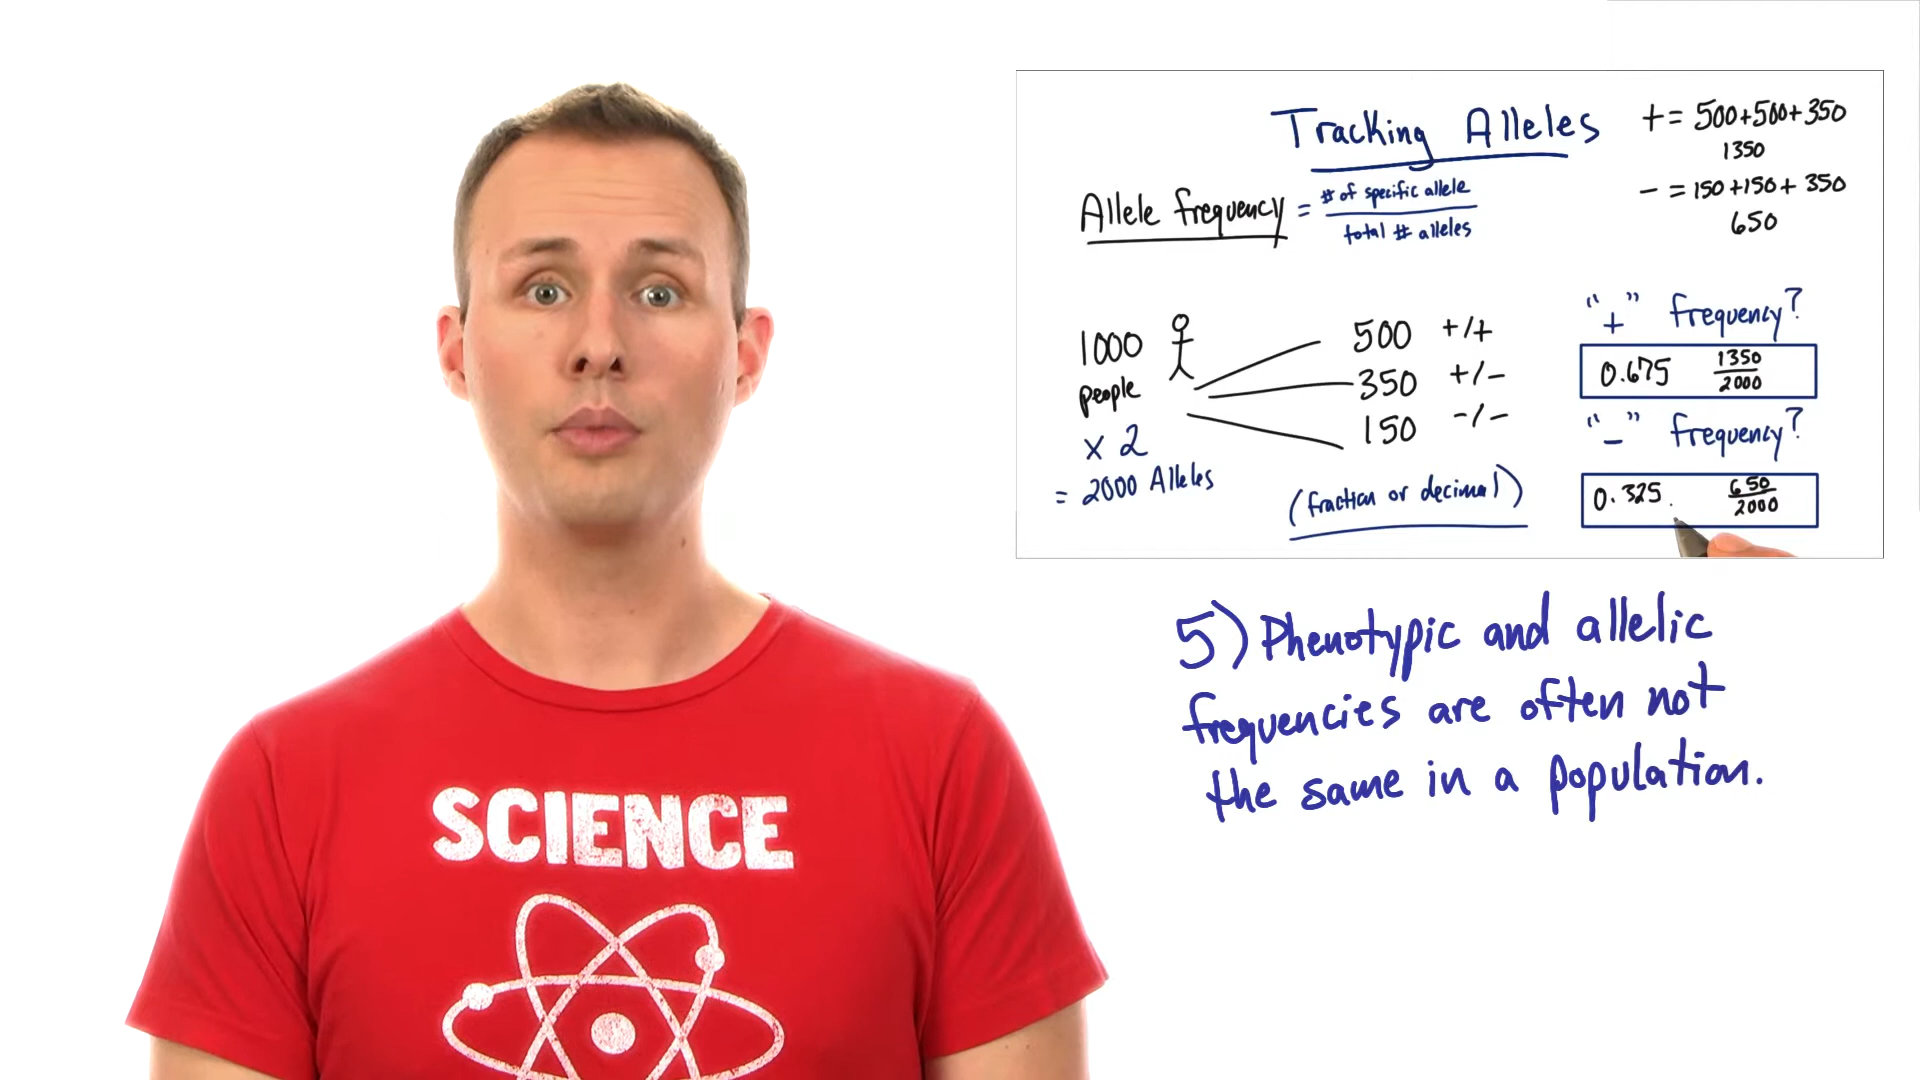 Tracking Alleles
Allele frequency = # of specific allele
total # alleles
+ = 500+500+350
1350
- = 150+150+350
650
1000
people
x 2
= 2000 Alleles
500 +/+
350 +/-
150 -/-
(fraction or decimal)
"+" frequency?
0.675 1350
2000
"-" frequency?
0.325. 650
2000
5) Phenotypic and allelic
frequencies are often not
the same in a population.
SCIENCE